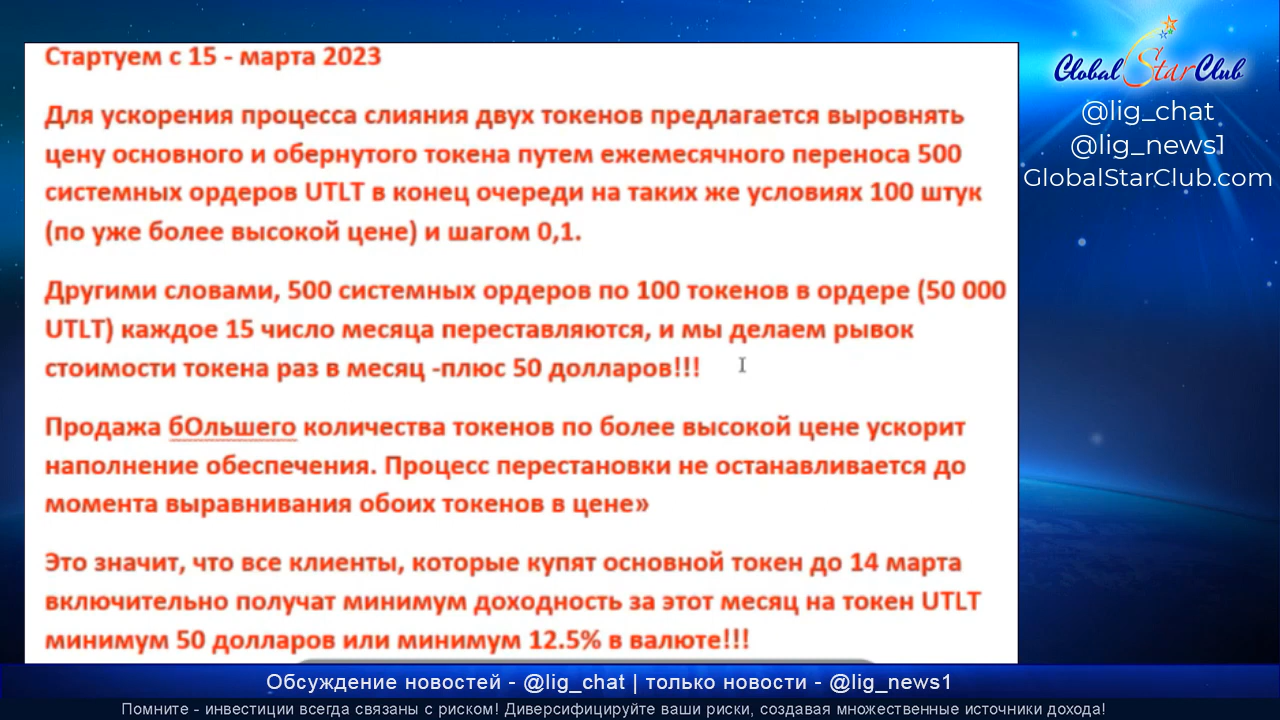 Стартуем с 15 - марта 2023
Для ускорения процесса слияния двух токенов предлагается выровнять
цену основного и обернутого токена путем ежемесячного переноса 500
системных ордеров UTLT в конец очереди на таких же условиях 100 штук
(по уже более высокой цене) и шагом 0,1.
Другими словами, 500 системных ордеров по 100 токенов в ордере (50 000
UTLT) каждое 15 число месяца переставляются, и мы делаем рывок
стоимости токена раз в месяц -плюс 50 долларов!!!
Продажа бОльшего количества токенов по более высокой цене ускорит
наполнение обеспечения. Процесс перестановки не останавливается до
момента выравнивания обоих токенов в цене»
Это значит, что все клиенты, которые купят основной токен до 14 марта
включительно получат минимум доходность за этот месяц на токен UTLT
минимум 50 долларов или минимум 12.5% в валюте!!!
Global Star Club
@lig_chat
@lig_news1
GlobalStarClub.com
Обсуждение новостей - @lig_chat | только новости - @lig_news1
Помните - инвестиции всегда связаны с риском! Диверсифицируйте ваши риски, создавая множественные источники дохода!